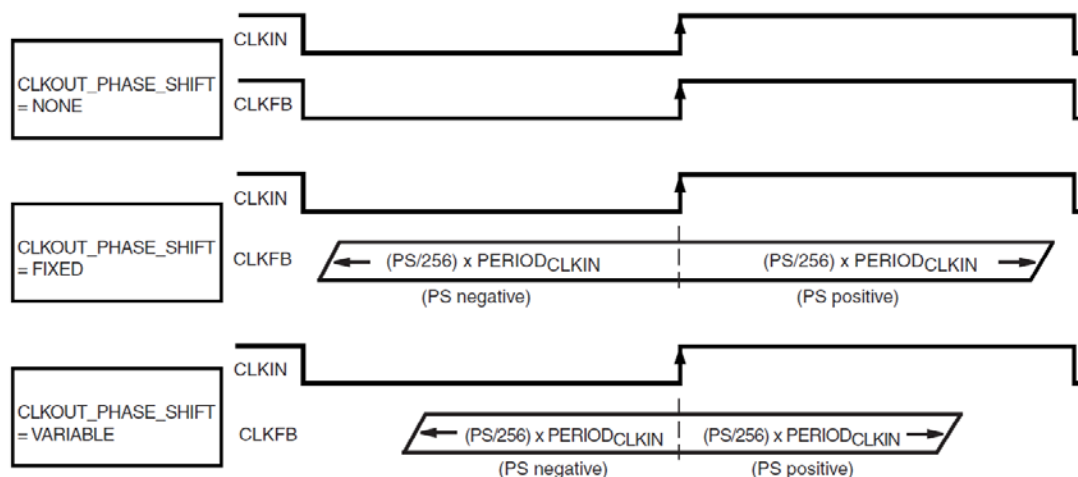 CLKOUT_PHASE_SHIFT
= NONE
CLKIN
CLKFB
CLKOUT_PHASE_SHIFT
= FIXED
CLKIN
CLKFB
(PS/256) x PERIODCLKIN
(PS/256) x PERIODCLKIN
(PS negative)
(PS positive)
CLKOUT_PHASE_SHIFT
= VARIABLE
CLKIN
CLKFB
(PS/256) x PERIODCLKIN
(PS/256) x PERIODCLKIN
(PS negative)
(PS positive)